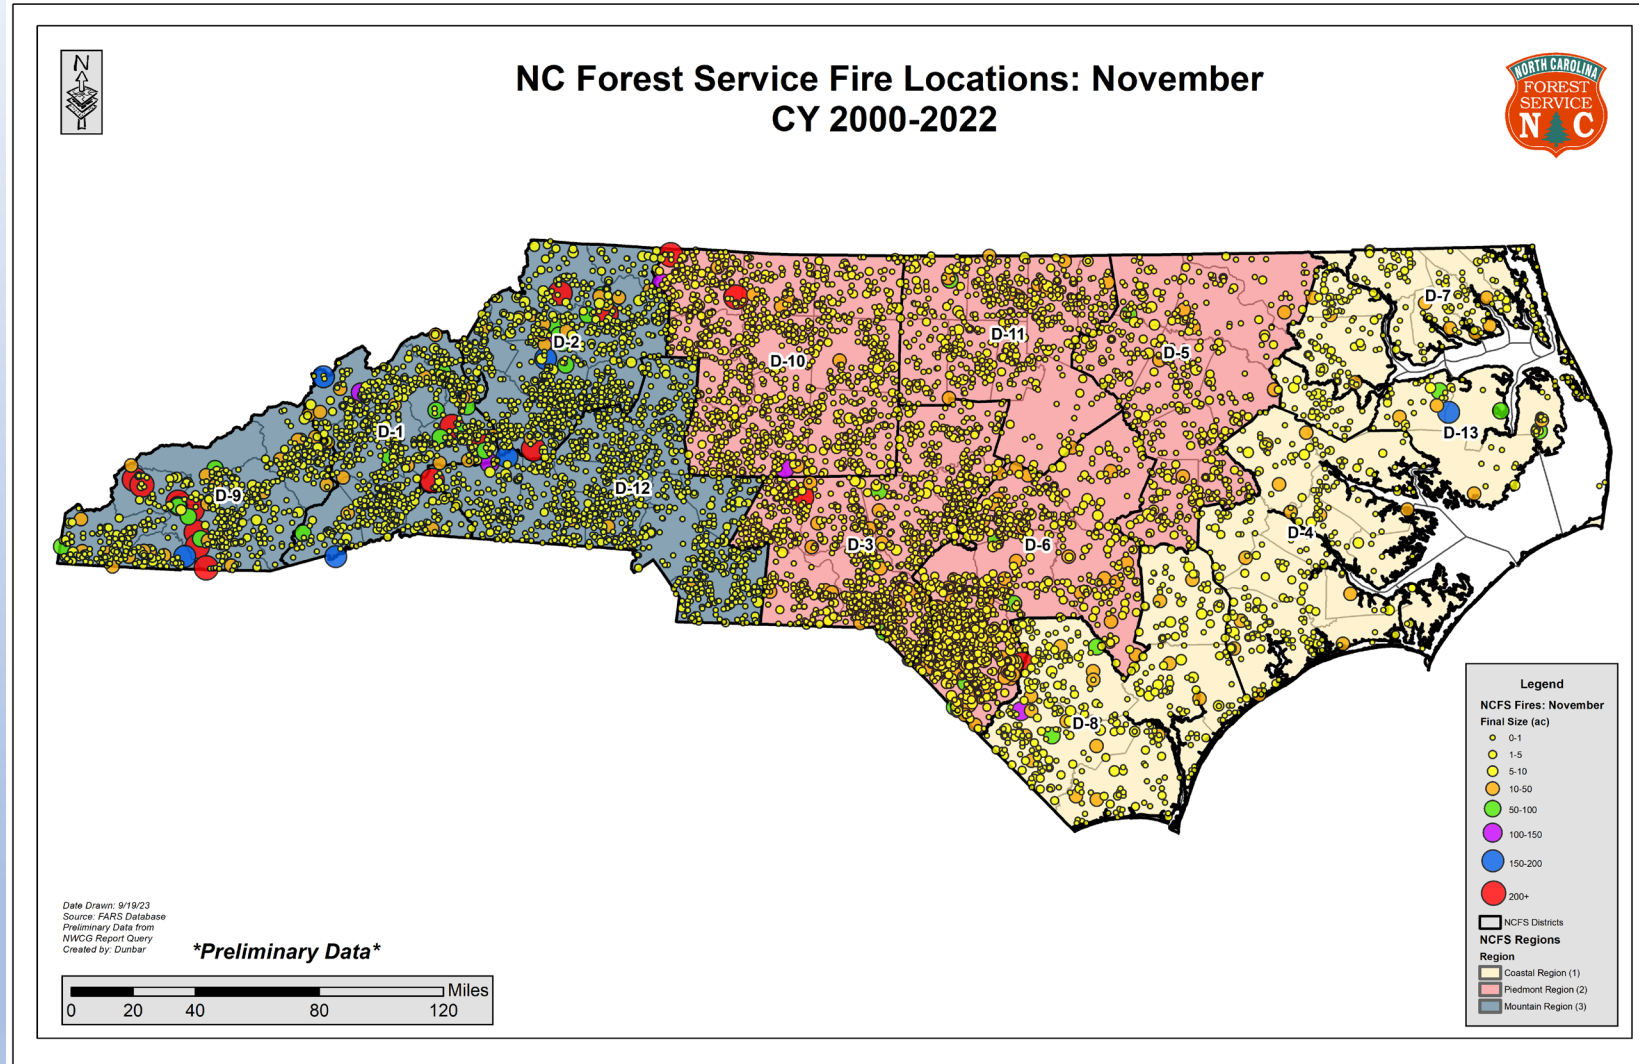 N
NC Forest Service Fire Locations: November
CY 2000-2022
NORTH CAROLINA
FOREST
SERVICE
N C
D-7
D-2
D-11
D-5
D-10
D-1
D-13
D-12
D-9
D-4
D-3
D-6
D-8
Legend
NCFS Fires: November
Final Size (ac)
0-1
1-5
5-10
10-50
50-100
100-150
150-200
200+
NCFS Districts
NCFS Regions
Region
Coastal Region (1)
Piedmont Region (2)
Mountain Region (3)
Date Drawn: 9/19/23
Source: FARS Database
Preliminary Data from
NWCG Report Query
Created by: Dunbar
*Preliminary Data*
Miles
0 20 40 80 120